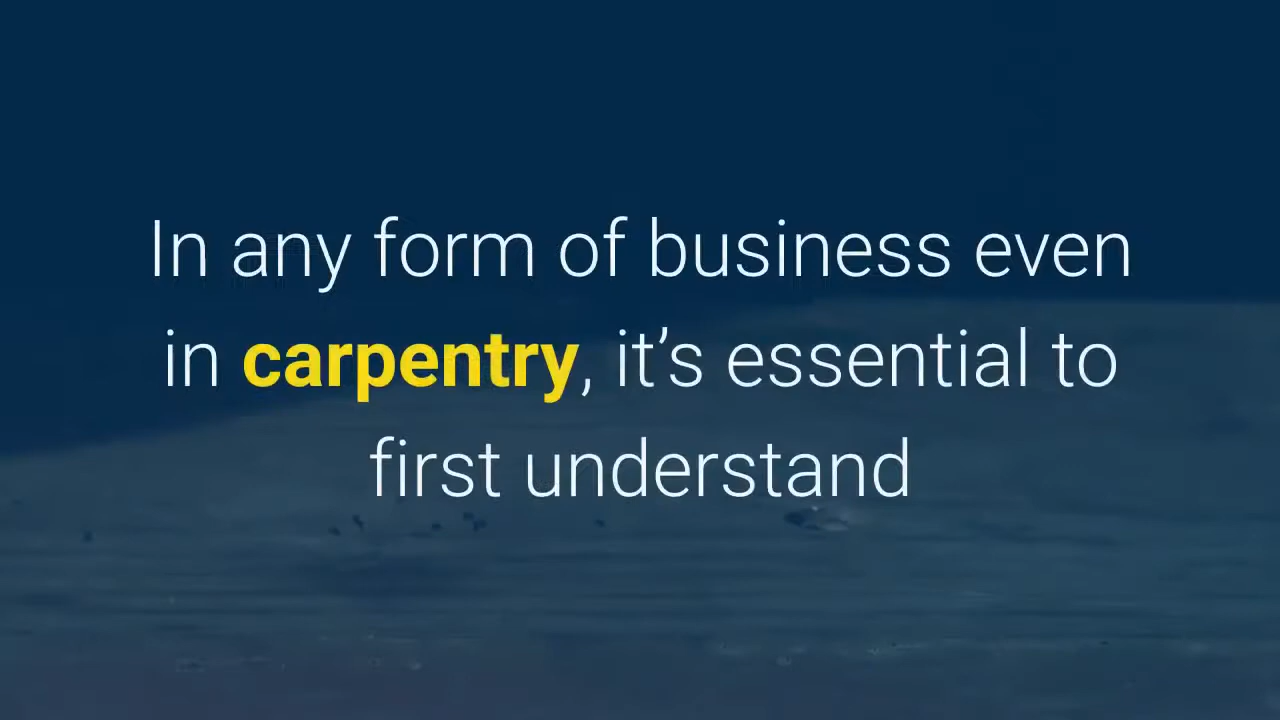 In any form of business even
in carpentry, it’s essential to
first understand